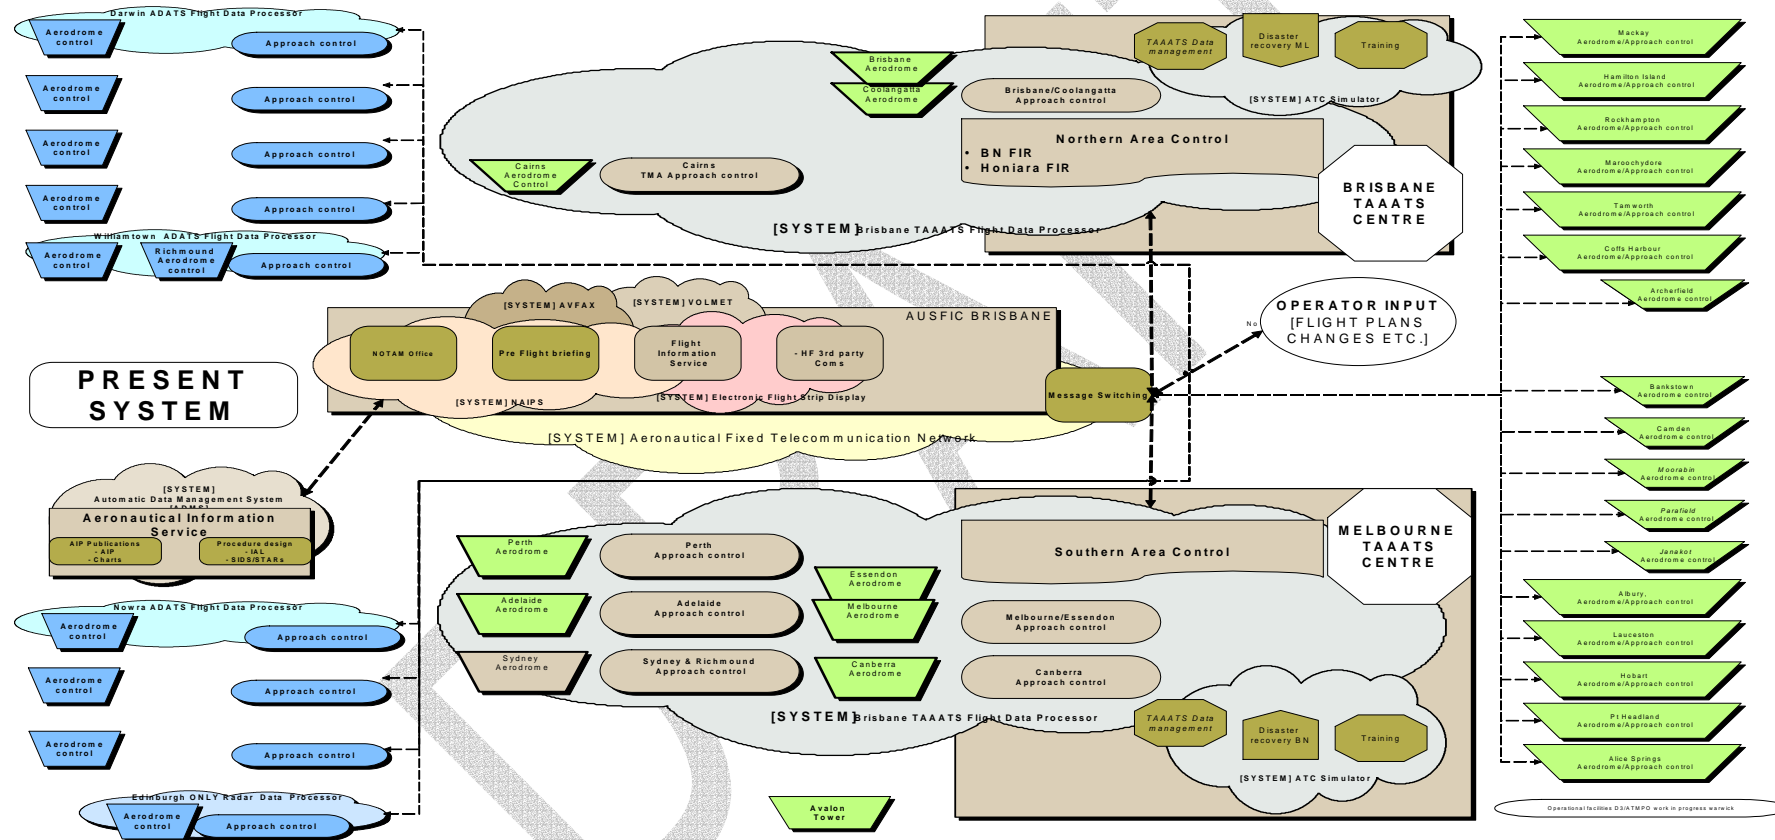 Darwin ADATS Flight Data Processor
Aerodrome
control
Approach control
Aerodrome
control
Approach control
Aerodrome
control
Approach control
Aerodrome
control
Approach control
Williamtown ADATS Flight Data Processor
Aerodrome
control
Richmound
Aerodrome
control
Approach control
Brisbane
Aerodrome
Coolangatta
Aerodrome
Brisbane/Coolangatta
Approach control
TAAATS Data
management
Disaster
recovery ML
Training
[SYSTEM] ATC Simulator
Northern Area Control
• BN FIR
• Honiara FIR
Cairns
Aerodrome
Control
Cairns
TMA Approach control
BRISBANE
TAAATS
CENTRE
[SYSTEM] Brisbane TAAATS Flight Data Processor
[SYSTEM] AVFAX
[SYSTEM] VOLMET
AUSFIC BRISBANE
NOTAM Office
Pre Flight briefing
Flight
Information
Service
- HF 3rd party
Coms
[SYSTEM] NAIPS
[SYSTEM] Electronic Flight Strip Display
Message Switching
[SYSTEM] Aeronautical Fixed Telecommunication Network
No
OPERATOR INPUT
[FLIGHT PLANS
CHANGES ETC.]
PRESENT
SYSTEM
[SYSTEM]
Automatic Data Management System
[ADMS]
Aeronautical Information
Service
AIP Publications
- AIP
- Charts
Procedure design
- IAL
- SIDS/STARs
Nowra ADATS Flight Data Processor
Aerodrome
control
Approach control
Aerodrome
control
Approach control
Aerodrome
control
Approach control
Edinburgh ONLY Radar Data Processor
Aerodrome
control
Approach control
Perth
Aerodrome
Perth
Approach control
Adelaide
Aerodrome
Adelaide
Approach control
Sydney
Aerodrome
Sydney & Richmound
Approach control
Essendon
Aerodrome
Melbourne
Aerodrome
Canberra
Aerodrome
Southern Area Control
Melbourne/Essendon
Approach control
Canberra
Approach control
MELBOURNE
TAAATS
CENTRE
[SYSTEM] Brisbane TAAATS Flight Data Processor
TAAATS Data
management
Disaster
recovery BN
Training
[SYSTEM] ATC Simulator
Avalon
Tower
Mackay
Aerodrome/Approach control
Hamilton Island
Aerodrome/Approach control
Rockhampton
Aerodrome/Approach control
Maroochydore
Aerodrome/Approach control
Tamworth
Aerodrome/Approach control
Coffs Harbour
Aerodrome/Approach control
Archerfield
Aerodrome control
Bankstown
Aerodrome control
Camden
Aerodrome control
Moorabin
Aerodrome control
Parafield
Aerodrome control
Janakot
Aerodrome control
Albury,
Aerodrome/Approach control
Lauceston
Aerodrome/Approach control
Hobart
Aerodrome/Approach control
Pt Headland
Aerodrome/Approach control
Alice Springs
Aerodrome/Approach control
Operational facilities D3/ATMPO work in progress warwick